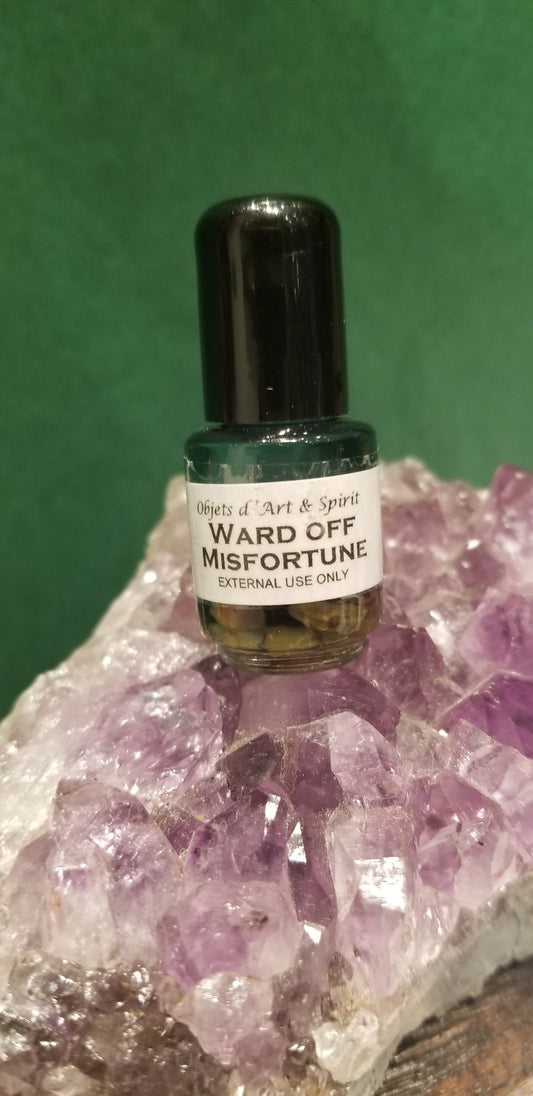 Objets d'Art & Spirit
WARD OFF
MISFORTUNE
EXTERNAL USE ONLY